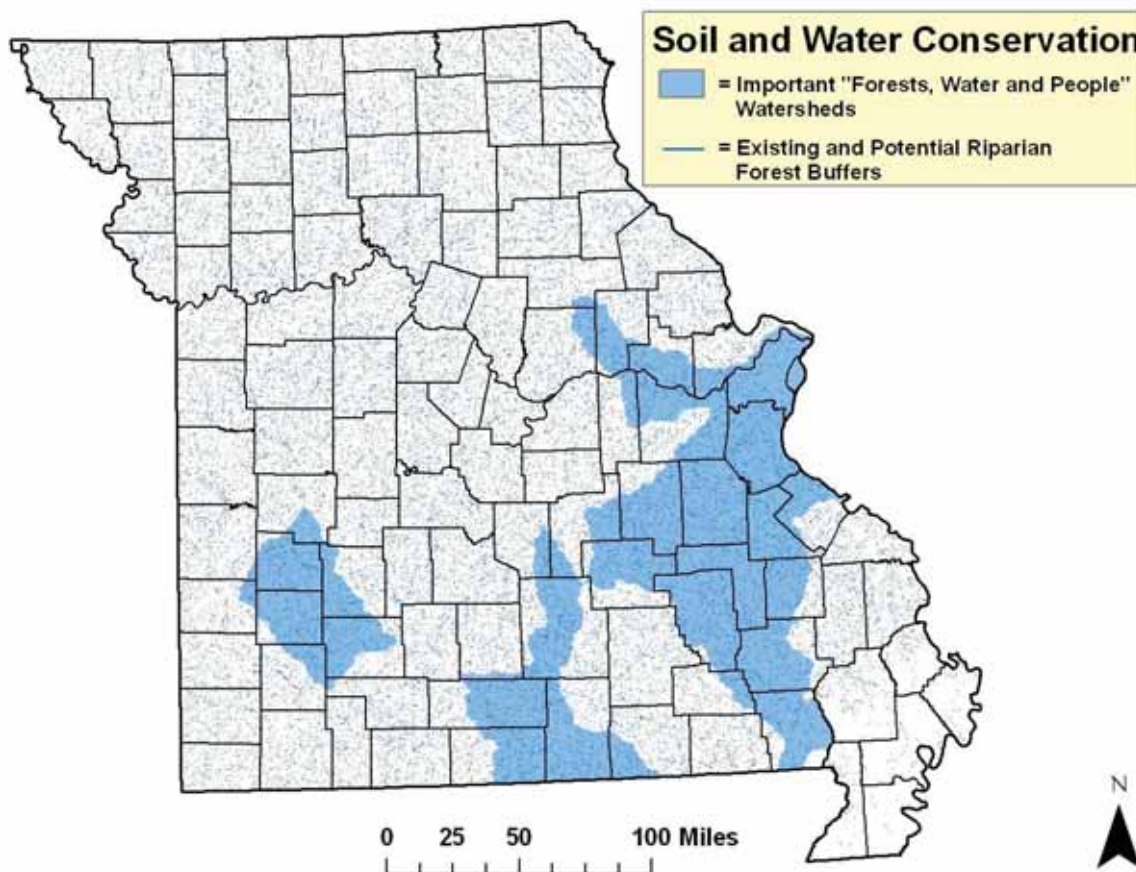 Soil and Water Conservation
= Important "Forests, Water and People"
Watersheds
= Existing and Potential Riparian
Forest Buffers
0 25 50 100 Miles
N